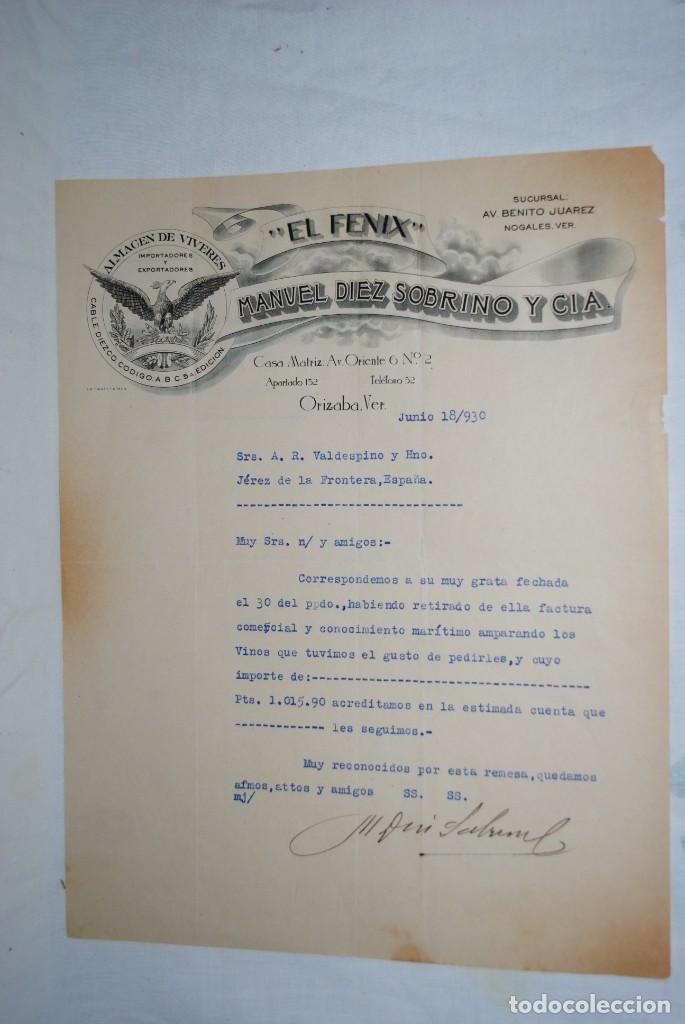 "EL FENIX"
SUCURSAL:
AV. BENITO JUAREZ
NOGALES. VER.
ALMACEN DE VIVERES
IMPORTADORES
Y
EXPORTADORES
CABLE DIEZCO CODIGO. A. B. C. 5A. EDICION
MANUEL DIEZ SOBRINO Y CIA.
Casa Matriz: Av. Oriente 6 Nº 2
Apartado 152 Teléfono 52
Orizaba, Ver.
Junio 18/930
Srs. A. R. Valdespino y Hno.
Jérez de la Frontera,España.
-------------------------------
Muy Srs. n/ y amigos:-
Correspondemos a su muy grata fechada
el 30 del ppdo.,habiendo retirado de ella factura
comercial y conocimiento marítimo amparando los
Vinos que tuvimos el gusto de pedirles,y cuyo
importe de:--------------------------------------
Pts. 1.015.90 acreditamos en la estimada cuenta que
------------ les seguimos.-
Muy reconocidos por esta remesa,quedamos
afmos,attos y amigos SS. SS.
mj/
M Diez Sobrino
todocoleccion